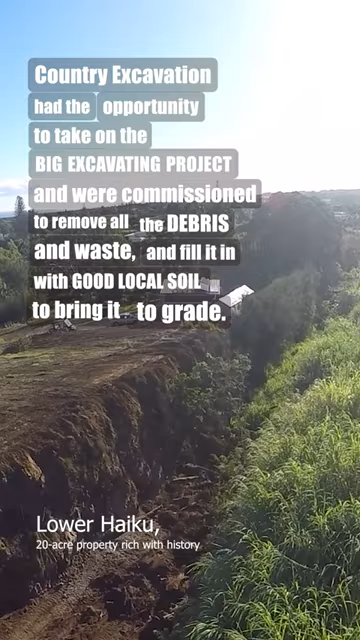 Country Excavation
had the opportunity
to take on the
BIG EXCAVATING PROJECT
and were commissioned
to remove all the DEBRIS
and waste, and fill it in
with GOOD LOCAL SOIL
to bring it to grade.
Lower Haiku,
20-acre property rich with history